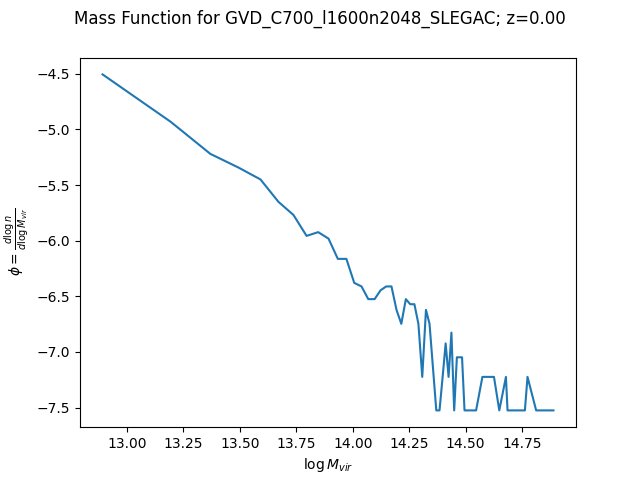 Mass Function for GVD_C700_l1600n2048_SLEGAC; z=0.00
−4.5
−5.0
−5.5
−6.0
−6.5
−7.0
−7.5
ϕ = d log n / d log M_vir
13.00 13.25 13.50 13.75 14.00 14.25 14.50 14.75
log M_vir